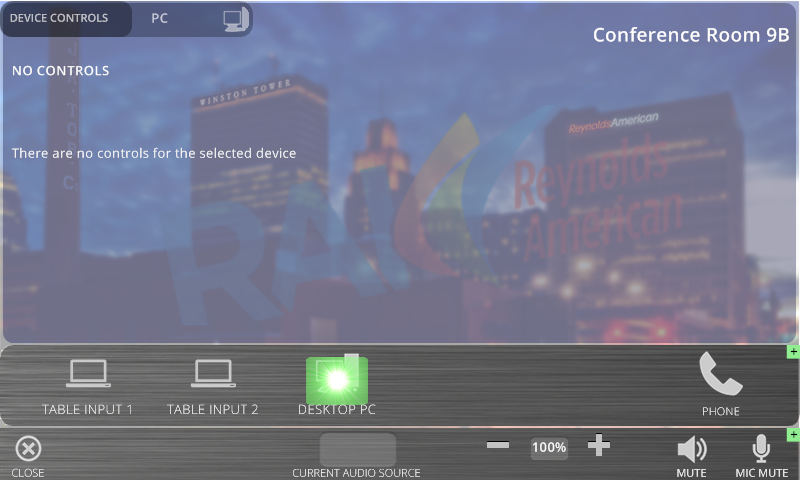 DEVICE CONTROLS
PC
Conference Room 9B
NO CONTROLS
WINSTON TOWER
ReynoldsAmerican
There are no controls for the selected device
RAI
Reynolds
American
TABLE INPUT 1
TABLE INPUT 2
DESKTOP PC
PHONE
100%
CLOSE
CURRENT AUDIO SOURCE
MUTE
MIC MUTE